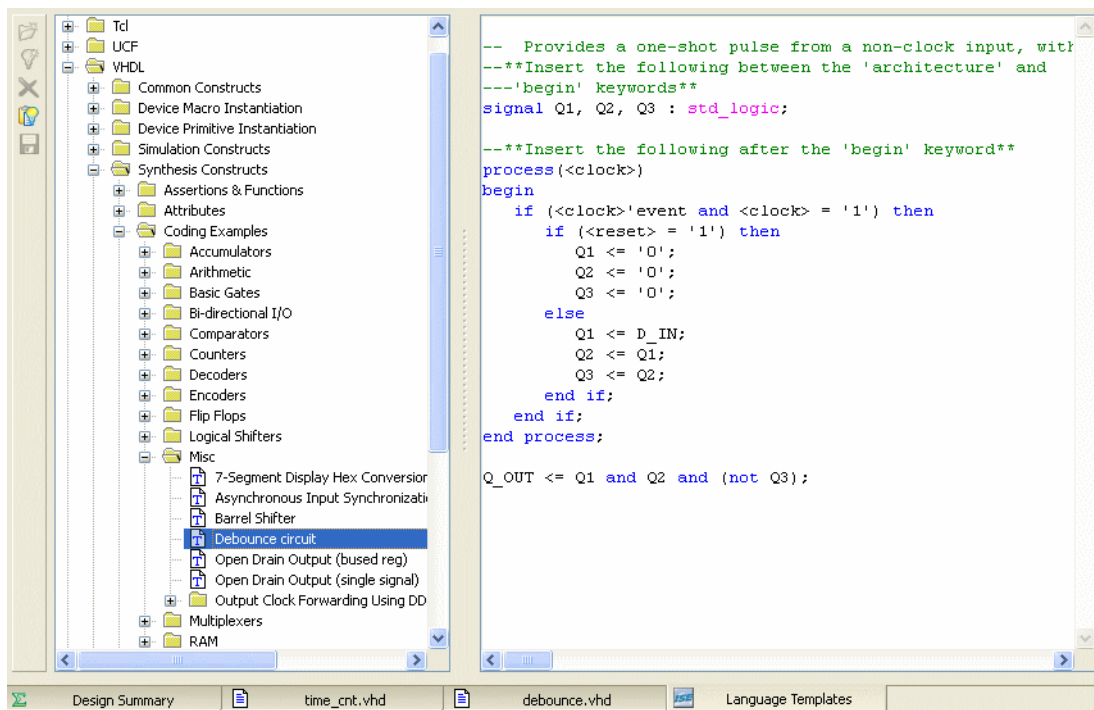 Tcl
UCF
VHDL
Common Constructs
Device Macro Instantiation
Device Primitive Instantiation
Simulation Constructs
Synthesis Constructs
Assertions & Functions
Attributes
Coding Examples
Accumulators
Arithmetic
Basic Gates
Bi-directional I/O
Comparators
Counters
Decoders
Encoders
Flip Flops
Logical Shifters
Misc
7-Segment Display Hex Conversion
Asynchronous Input Synchronizati
Barrel Shifter
Debounce circuit
Open Drain Output (bused reg)
Open Drain Output (single signal)
Output Clock Forwarding Using DD
Multiplexers
RAM
--  Provides a one-shot pulse from a non-clock input, with
--**Insert the following between the 'architecture' and
---'begin' keywords**
signal Q1, Q2, Q3 : std_logic;
--**Insert the following after the 'begin' keyword**
process(<clock>)
begin
   if (<clock>'event and <clock> = '1') then
      if (<reset> = '1') then
         Q1 <= '0';
         Q2 <= '0';
         Q3 <= '0';
      else
         Q1 <= D_IN;
         Q2 <= Q1;
         Q3 <= Q2;
      end if;
   end if;
end process;
Q_OUT <= Q1 and Q2 and (not Q3);
Σ Design Summary
time_cnt.vhd
debounce.vhd
ISE Language Templates